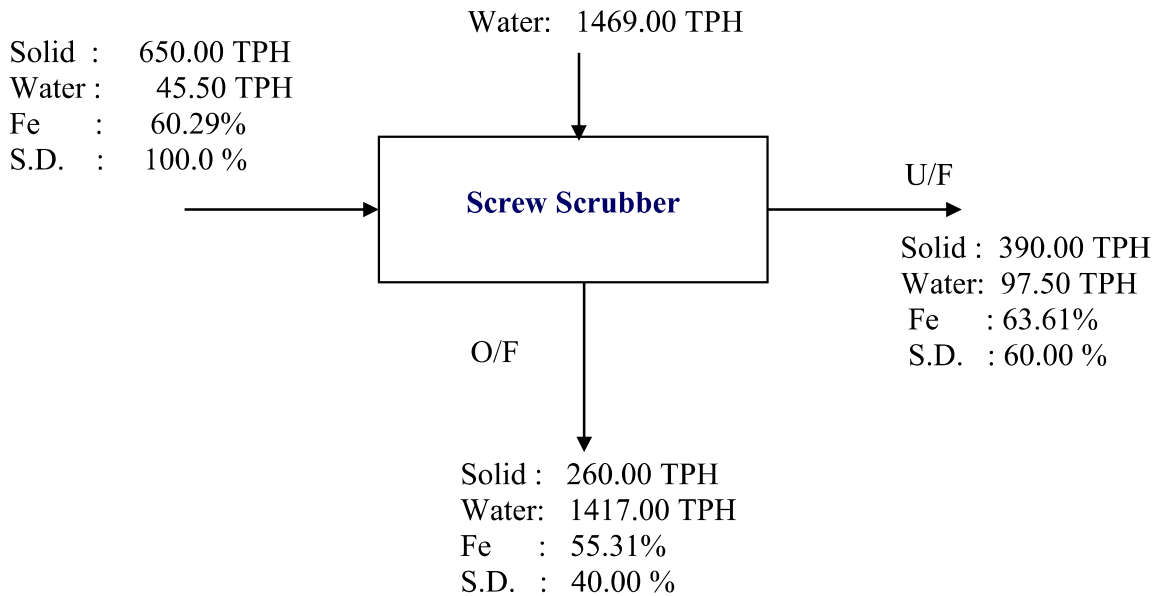 Water: 1469.00 TPH
Solid : 650.00 TPH
Water : 45.50 TPH
Fe : 60.29%
S.D. : 100.0 %
Screw Scrubber
U/F
Solid : 390.00 TPH
Water: 97.50 TPH
Fe : 63.61%
S.D. : 60.00 %
O/F
Solid : 260.00 TPH
Water: 1417.00 TPH
Fe : 55.31%
S.D. : 40.00 %